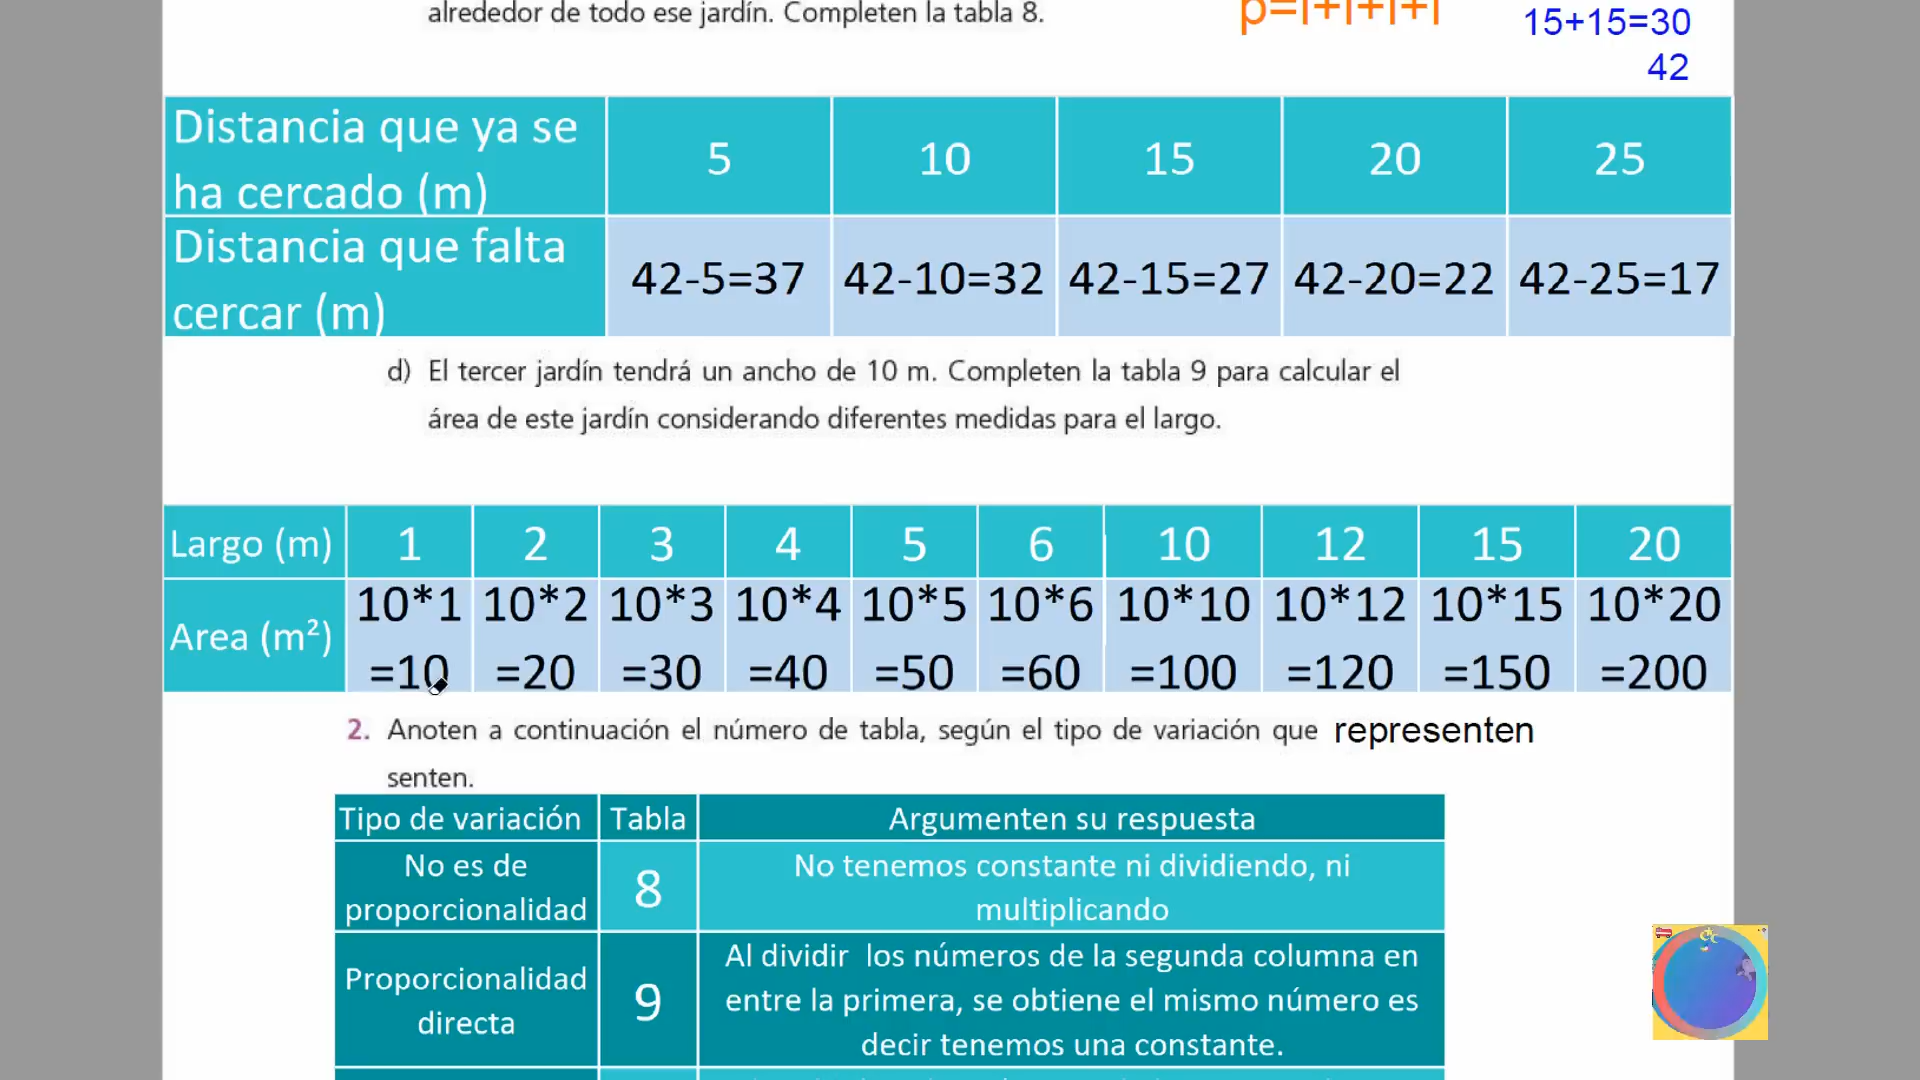 alrededor de todo ese jardín. Completen la tabla 8.
p=l+l+l+l
15+15=30
42
Distancia que ya se
ha cercado (m)
5
10
15
20
25
Distancia que falta
cercar (m)
42-5=37
42-10=32
42-15=27
42-20=22
42-25=17
d) El tercer jardín tendrá un ancho de 10 m. Completen la tabla 9 para calcular el
área de este jardín considerando diferentes medidas para el largo.
Largo (m)
1
2
3
4
5
6
10
12
15
20
Area (m²)
10*1
=10
10*2
=20
10*3
=30
10*4
=40
10*5
=50
10*6
=60
10*10
=100
10*12
=120
10*15
=150
10*20
=200
2. Anoten a continuación el número de tabla, según el tipo de variación que representen
senten.
Tipo de variación
Tabla
Argumenten su respuesta
No es de
proporcionalidad
8
No tenemos constante ni dividiendo, ni
multiplicando
Proporcionalidad
directa
9
Al dividir los números de la segunda columna en
entre la primera, se obtiene el mismo número es
decir tenemos una constante.